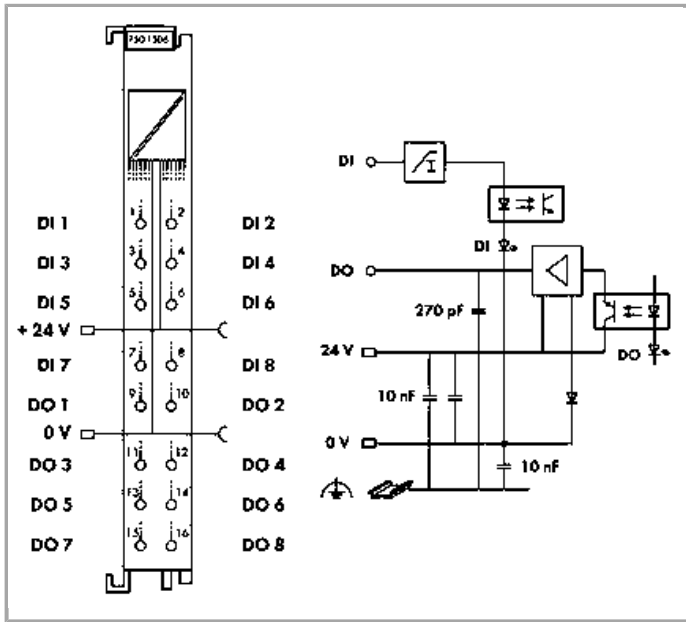 750 1506
DI 1 1 2 DI 2
DI 3 3 4 DI 4
DI 5 5 6 DI 6
+ 24 V
DI 7 7 8 DI 8
DO 1 9 10 DO 2
0 V
DO 3 11 12 DO 4
DO 5 13 14 DO 6
DO 7 15 16 DO 8
DI
I
DI
DO
270 pF
DO
24 V
10 nF
0 V
10 nF